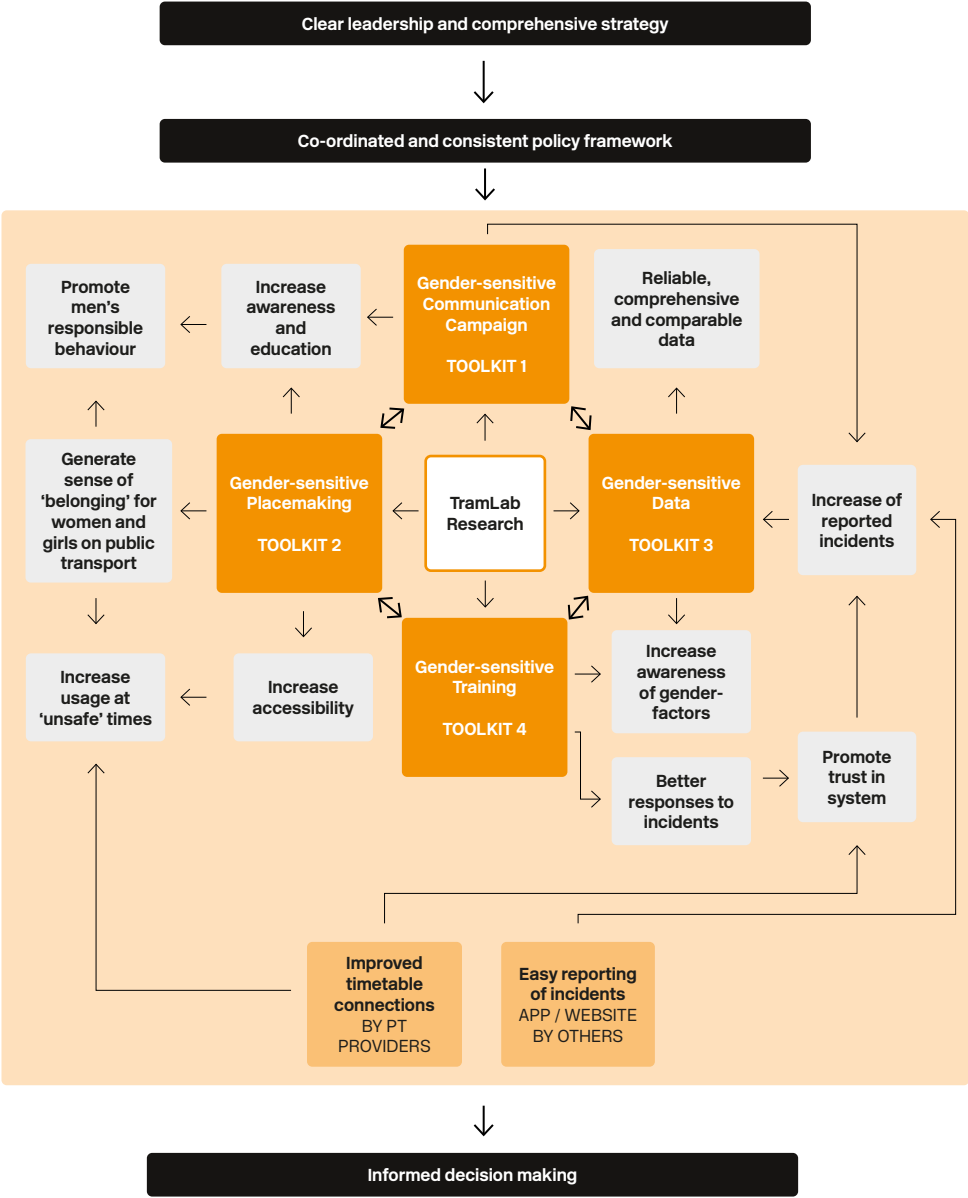 Clear leadership and comprehensive strategy
Co-ordinated and consistent policy framework
Promote
men's
responsible
behaviour
Increase
awareness
and
education
Gender-sensitive
Communication
Campaign
TOOLKIT 1
Reliable,
comprehensive
and comparable
data
Generate
sense of
‘belonging’ for
women and
girls on public
transport
Gender-sensitive
Placemaking
TOOLKIT 2
TramLab
Research
Gender-sensitive
Data
TOOLKIT 3
Increase of
reported
incidents
Increase
usage at
‘unsafe’ times
Increase
accessibility
Gender-sensitive
Training
TOOLKIT 4
Increase
awareness
of gender-
factors
Better
responses to
incidents
Promote
trust in
system
Improved
timetable
connections
BY PT
PROVIDERS
Easy reporting
of incidents
APP / WEBSITE
BY OTHERS
Informed decision making